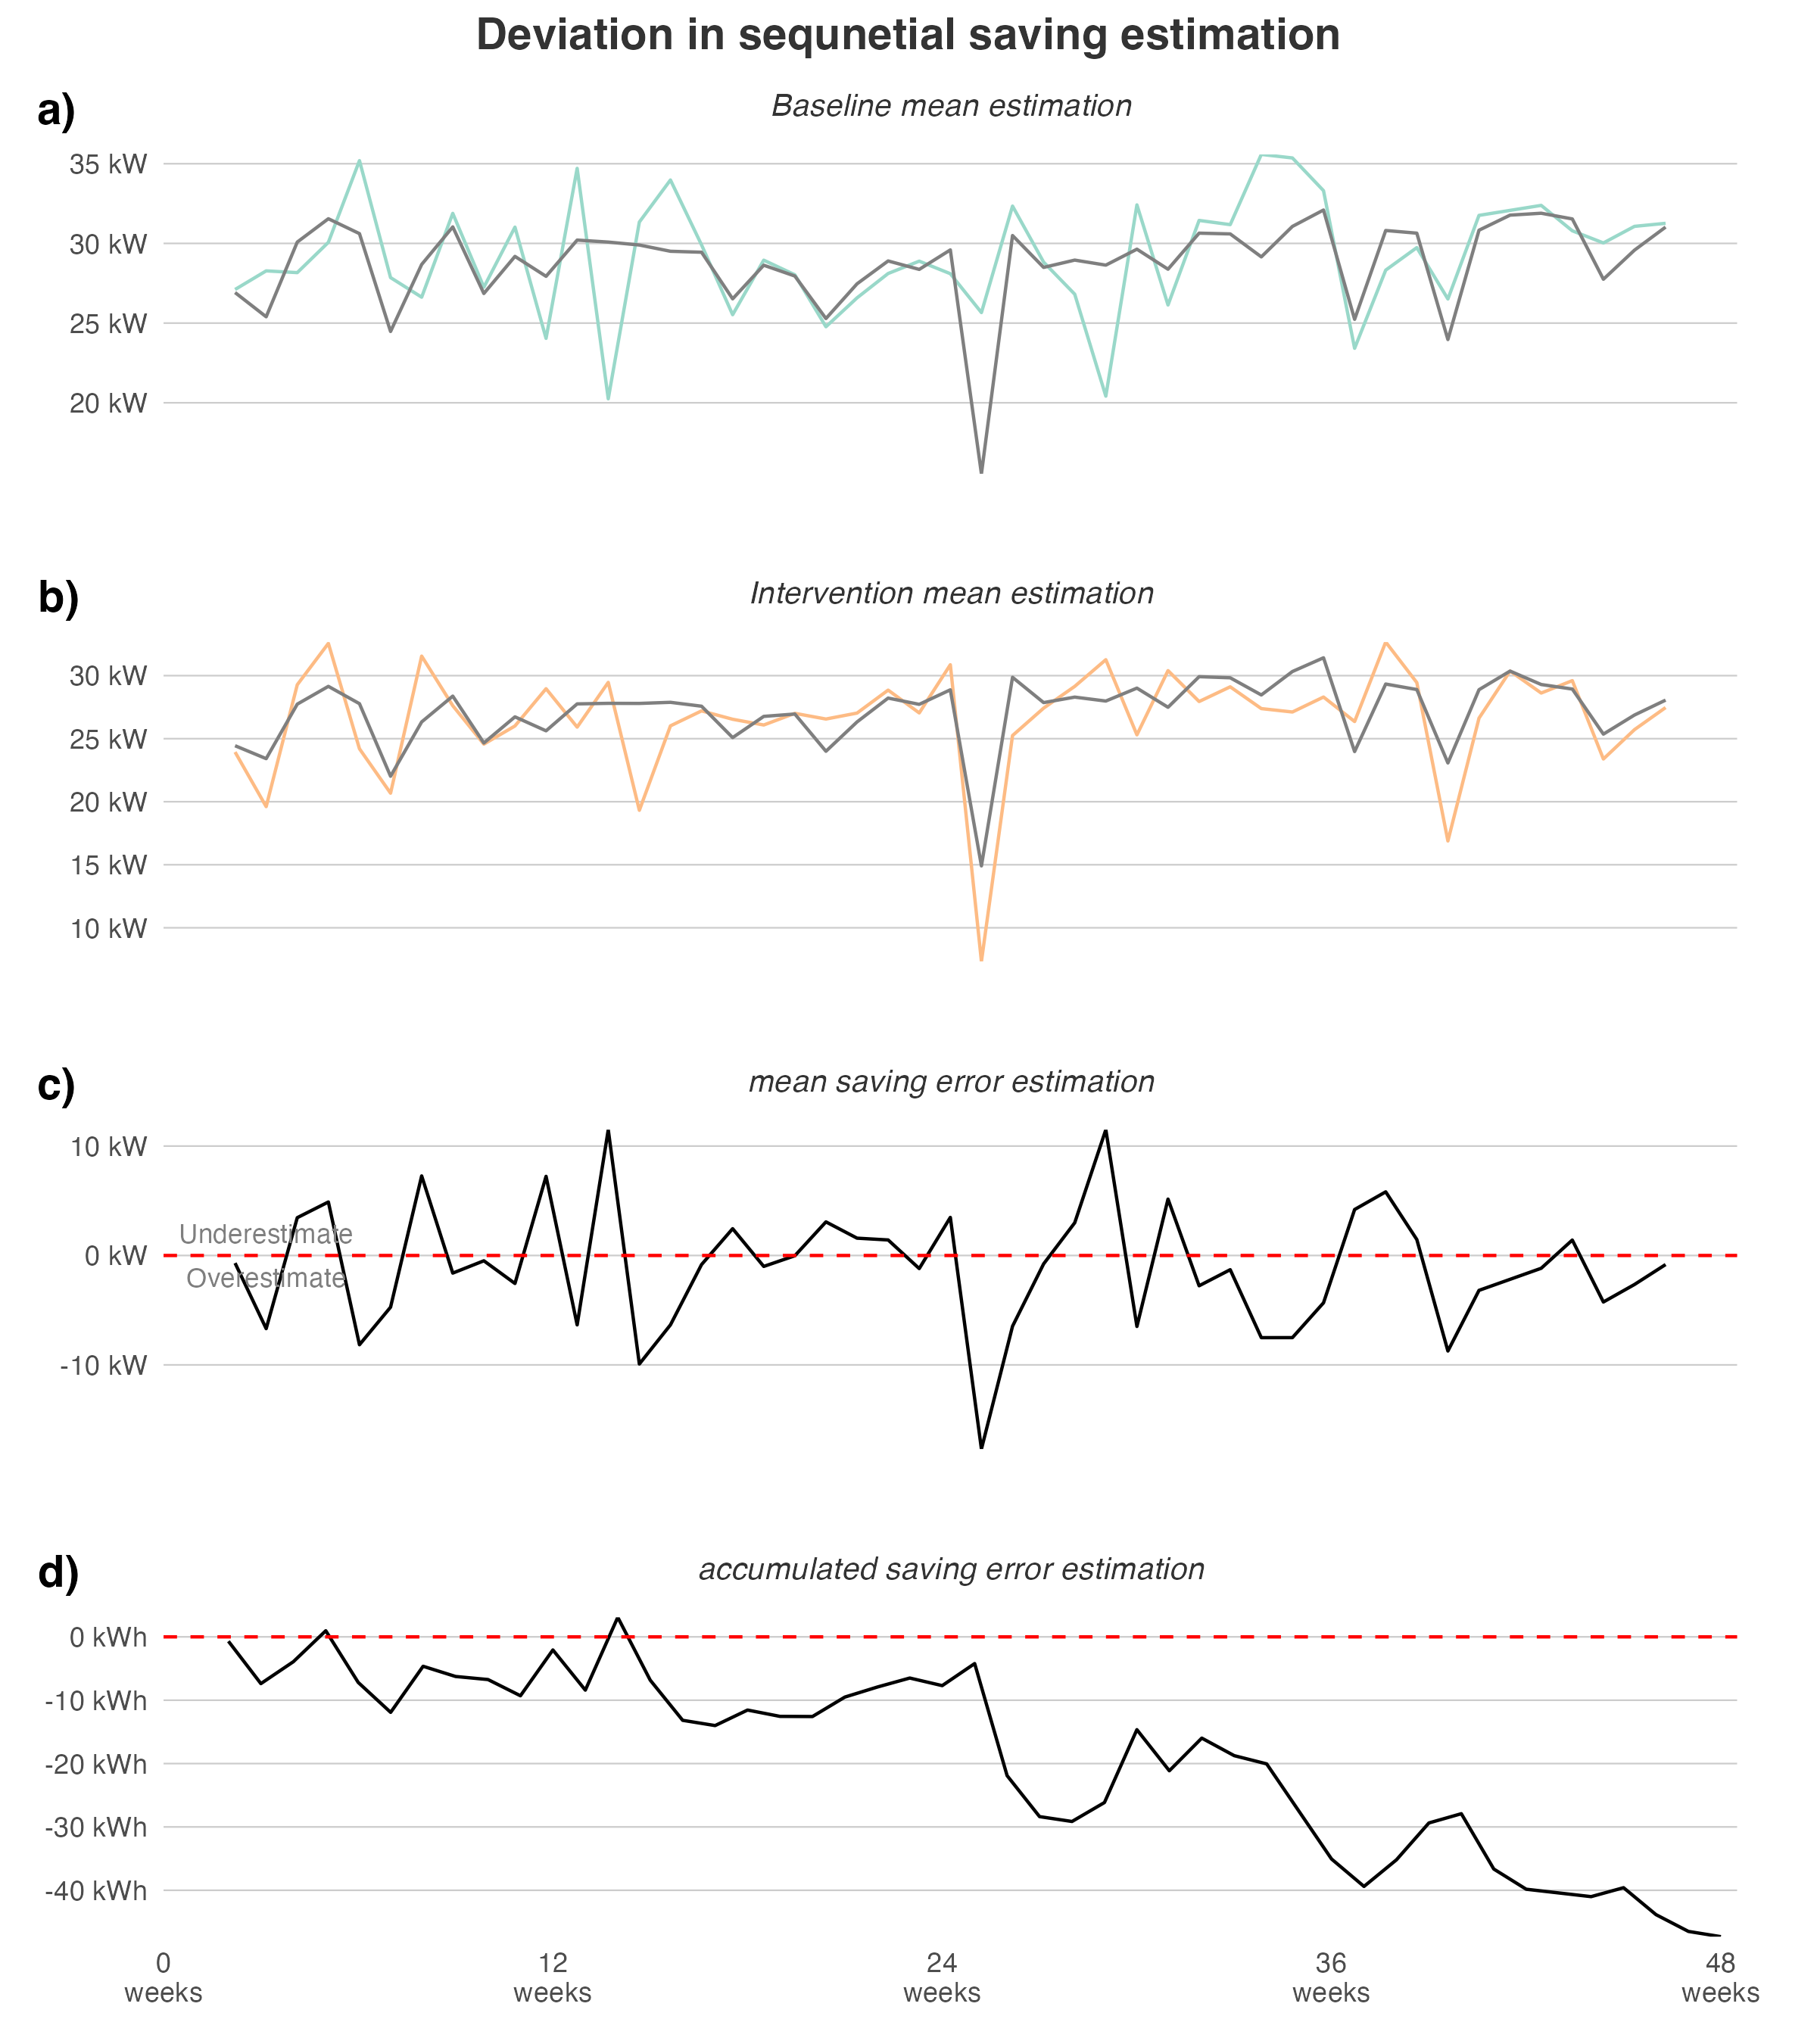 Deviation in sequnetial saving estimation
a)
Baseline mean estimation
35 kW
30 kW
25 kW
20 kW
b)
Intervention mean estimation
30 kW
25 kW
20 kW
15 kW
10 kW
c)
mean saving error estimation
10 kW
Underestimate
0 kW
Overestimate
-10 kW
d)
accumulated saving error estimation
0 kWh
-10 kWh
-20 kWh
-30 kWh
-40 kWh
0 12 24 36 48
weeks weeks weeks weeks weeks